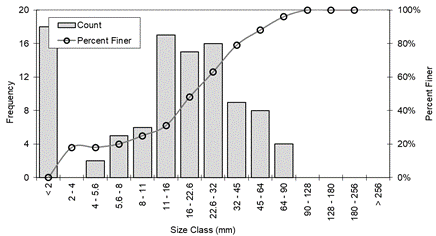 Count
Percent Finer
20
16
12
8
4
0
Frequency
100%
80%
60%
40%
20%
0%
Percent Finer
< 2
2 - 4
4 - 5.6
5.6 - 8
8 - 11
11 - 16
16 - 22.6
22.6 - 32
32 - 45
45 - 64
64 - 90
90 - 128
128 - 180
180 - 256
> 256
Size Class (mm)